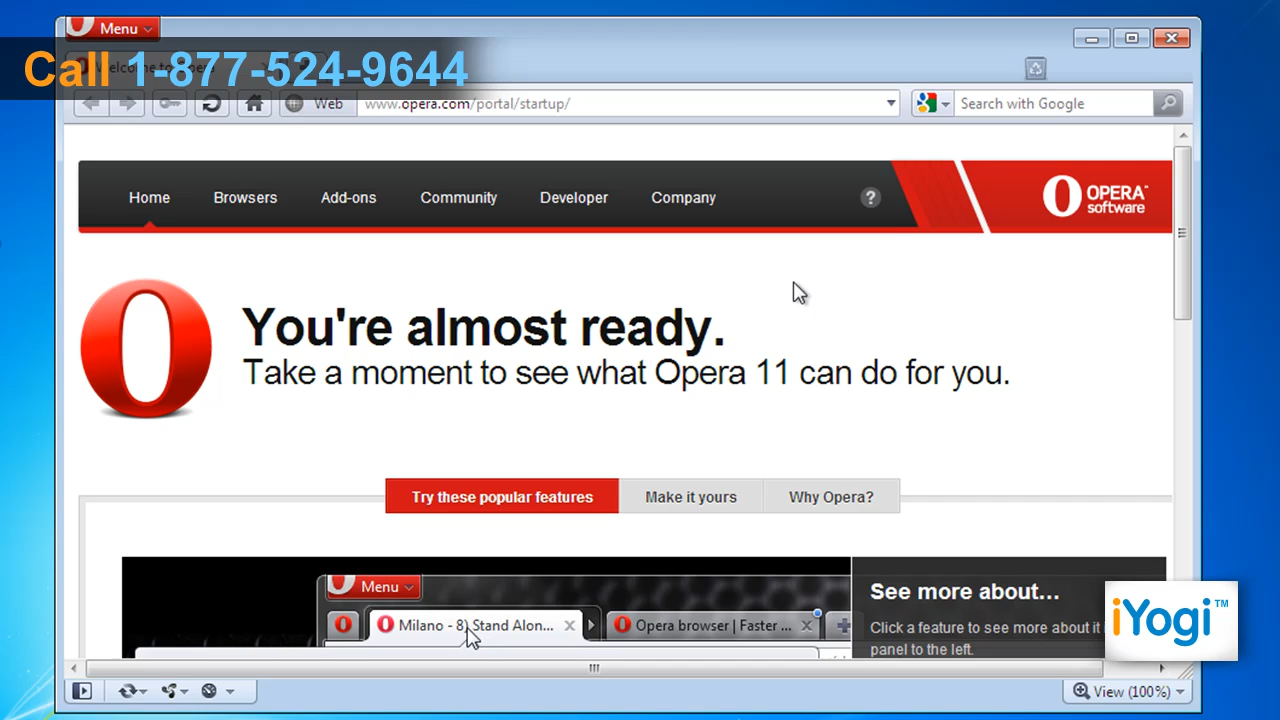 Menu
Call 1-877-524-9644
Web
www.opera.com/portal/startup/
Search with Google
Home
Browsers
Add-ons
Community
Developer
Company
?
OPERA
software
You're almost ready.
Take a moment to see what Opera 11 can do for you.
Try these popular features
Make it yours
Why Opera?
Menu
Milano - 8) Stand Alon...
Opera browser | Faster ...
See more about...
Click a feature to see more about it
panel to the left.
iYogi™
View (100%)